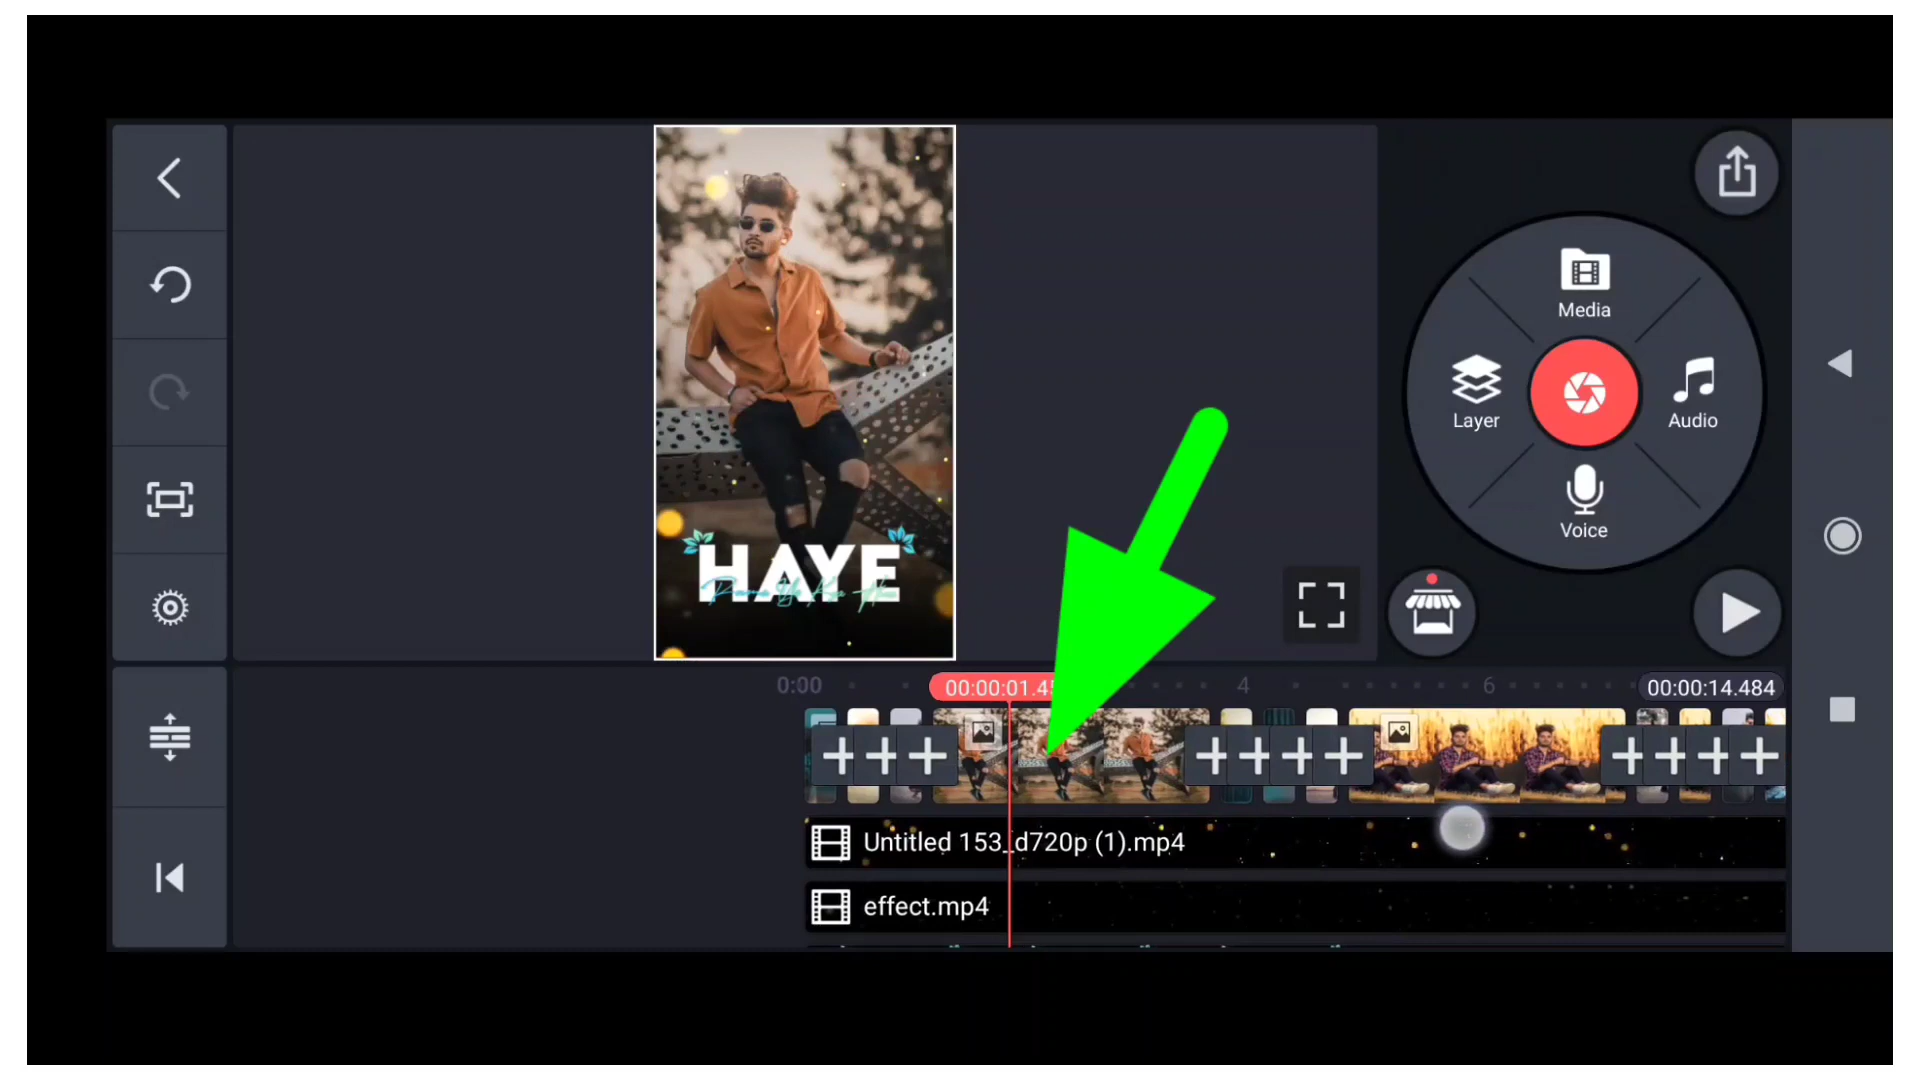 Media
Layer
Audio
Voice
HAYE
0:00
00:00:01.45
4
6
00:00:14.484
Untitled 153_d720p (1).mp4
effect.mp4